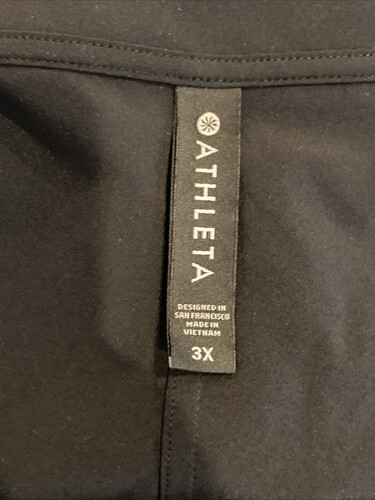 ATHLETA
DESIGNED IN
SAN FRANCISCO
MADE IN
VIETNAM
3X